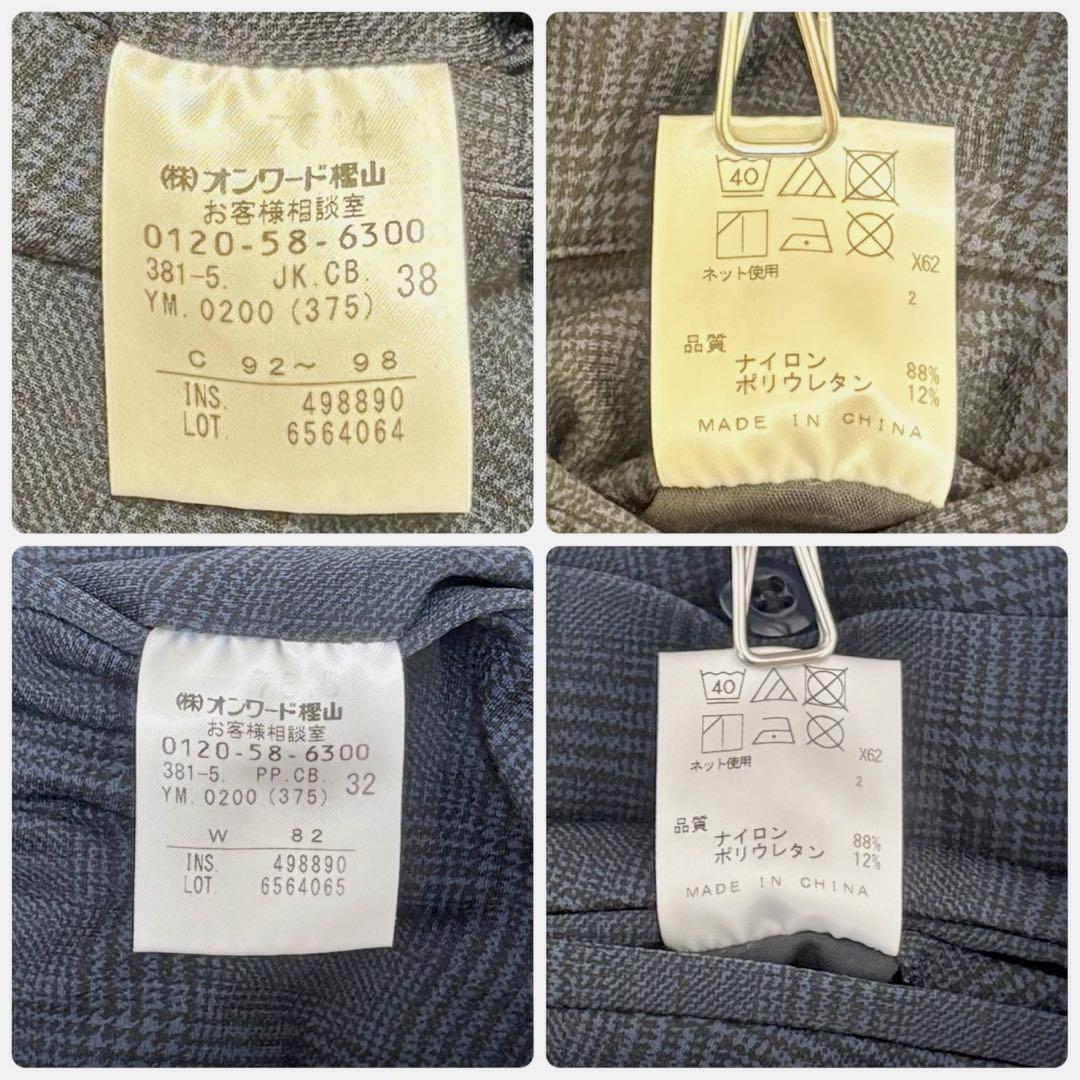 (株)オンワード樫山
お客様相談室
0120-58-6300
381-5. JK.CB. 38
YM. 0200 (375)
C 92～ 98
INS. 498890
LOT. 6564064
40
ネット使用
X62
2
品質
ナイロン 88%
ポリウレタン 12%
MADE IN CHINA
(株)オンワード樫山
お客様相談室
0120-58-6300
381-5. PP.CB. 32
YM. 0200 (375)
W 82
INS. 498890
LOT. 6564065
40
ネット使用
X62
2
品質
ナイロン 88%
ポリウレタン 12%
MADE IN CHINA